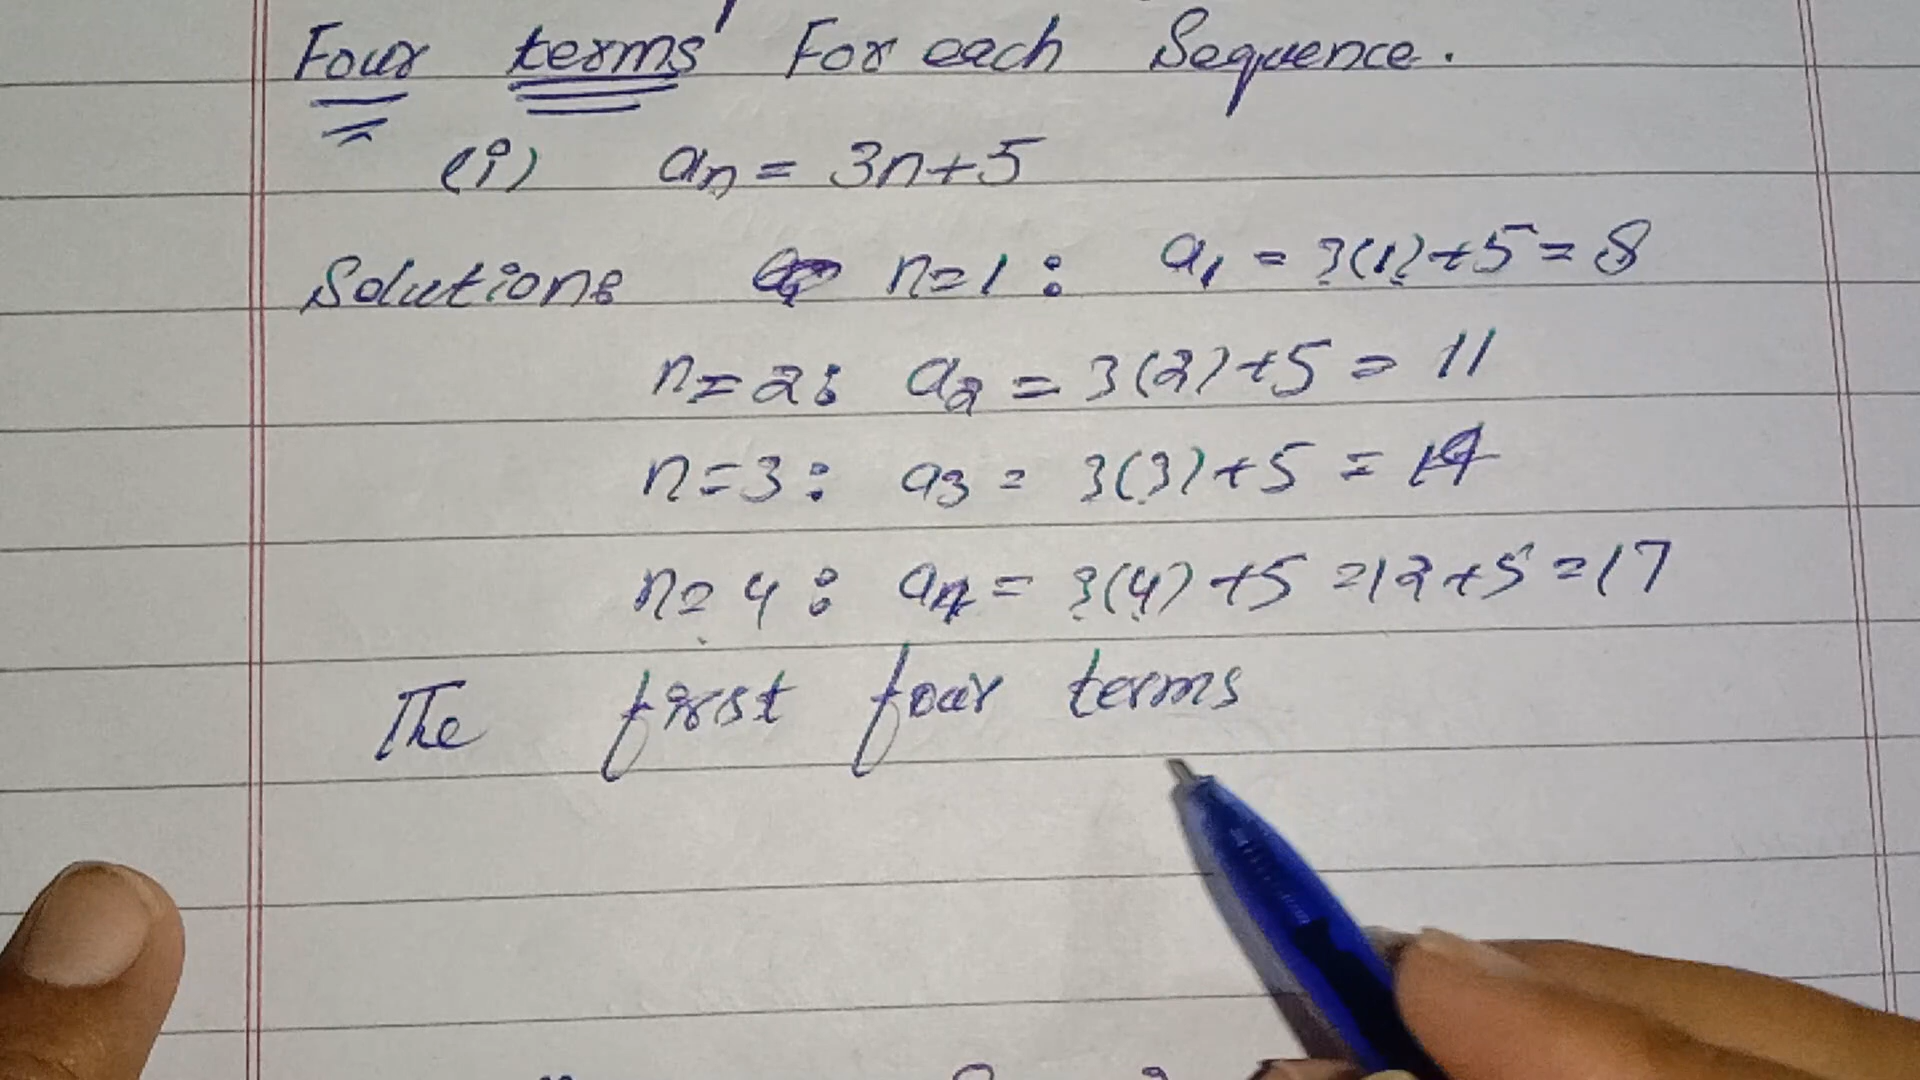 Four terms For each Sequence.
(i) an = 3n+5
Solutions n=1: a1 = 3(1)+5=8
n=2: a2 = 3(2)+5 = 11
n=3: a3 = 3(3)+5 = 14
n=4: a4 = 3(4)+5 =12+5=17
The first four terms